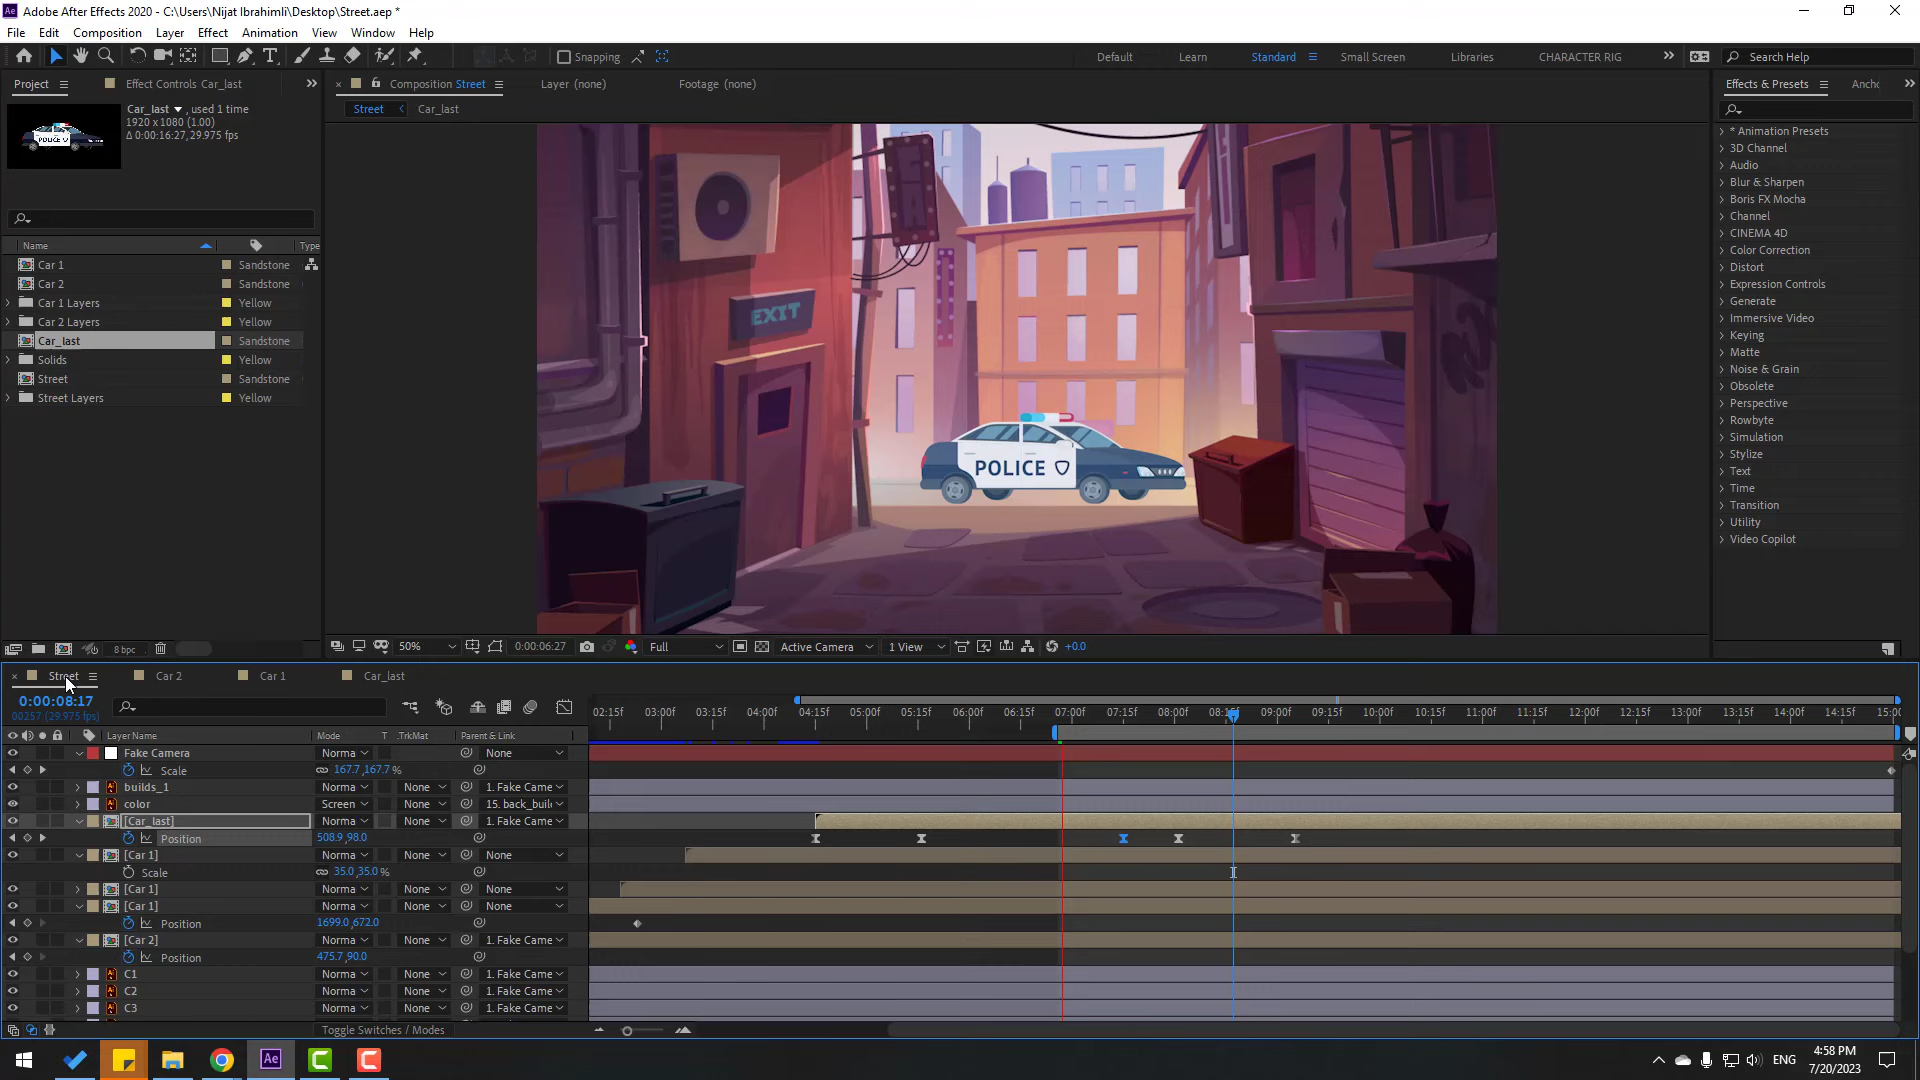 Adobe After Effects 2020 - C:\Users\Nijat Ibrahimli\Desktop\Street.aep *
File Edit Composition Layer Effect Animation View Window Help
Snapping Default Learn Standard Small Screen Libraries CHARACTER RIG Search Help
Project Effect Controls Car_last Composition Street Layer (none) Footage (none) Effects & Presets Ancho
Street Car_last
Car_last , used 1 time
1920 x 1080 (1.00)
Δ 0:00:16:27, 29.975 fps
Name Type
Car 1 Sandstone
Car 2 Sandstone
Car 1 Layers Yellow
Car 2 Layers Yellow
Car_last Sandstone
Solids Yellow
Street Sandstone
Street Layers Yellow
8 bpc
EXIT
POLICE
POLICE
50% 0:00:06:27 Full Active Camera 1 View +0.0
* Animation Presets
3D Channel
Audio
Blur & Sharpen
Boris FX Mocha
Channel
CINEMA 4D
Color Correction
Distort
Expression Controls
Generate
Immersive Video
Keying
Matte
Noise & Grain
Obsolete
Perspective
Rowbyte
Simulation
Stylize
Text
Time
Transition
Utility
Video Copilot
Street Car 2 Car 1 Car_last
0:00:08:17
00257 (29.975 fps)
02:15f 03:00f 03:15f 04:00f 04:15f 05:00f 05:15f 06:00f 06:15f 07:00f 07:15f 08:00f 08:15f 09:00f 09:15f 10:00f 10:15f 11:00f 11:15f 12:00f 12:15f 13:00f 13:15f 14:00f 14:15f 15:00
Layer Name Mode T .TrkMat Parent & Link
Fake Camera Norma None
Scale 167.7,167.7 %
builds_1 Norma None 1. Fake Came
color Screen None 15. back_buil
[Car_last] Norma None 1. Fake Came
Position 508.9,98.0
[Car 1] Norma None None
Scale 35.0,35.0 %
[Car 1] Norma None None
[Car 1] Norma None None
Position 1699.0,672.0
[Car 2] Norma None 1. Fake Came
Position 475.7,90.0
C1 Norma None 1. Fake Came
C2 Norma None 1. Fake Came
C3 Norma None 1. Fake Came
Toggle Switches / Modes
ENG 4:58 PM
7/20/2023